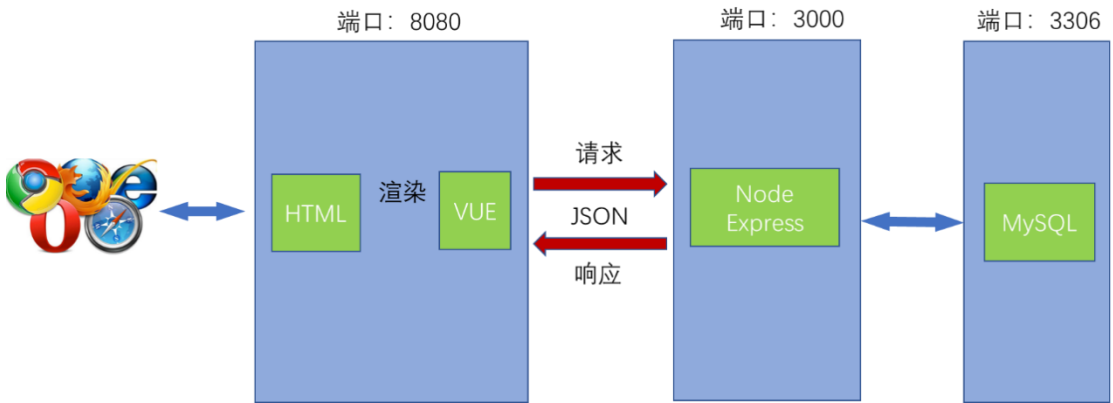 端口：8080
端口：3000
端口：3306
请求
HTML
渲染
VUE
JSON
响应
Node
Express
MySQL